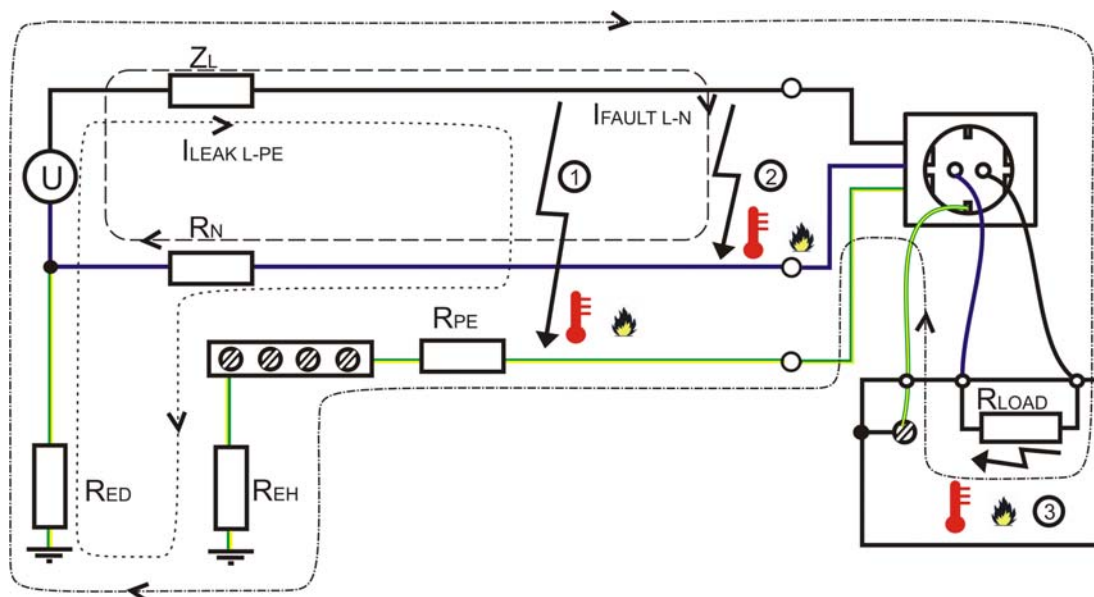 ZL
IFAULT L-N
ILEAK L-PE
1
2
U
RN
RPE
RLOAD
RED
REH
3